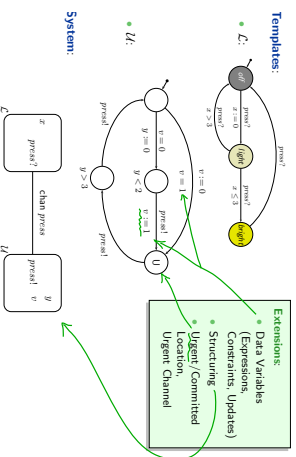 Templates:
• ℒ:
off
light
bright
press?
x := 0
press?
x ≤ 3
press?
x > 3
press?
• 𝒰:
v := 0
v = 1
v = 0
y := 0
y < 2
press!
v := 1
U
press!
y > 3
press!
Extensions:
• Data Variables
(Expressions,
Constraints, Updates)
• Structuring
• Urgent/Committed
Location,
Urgent Channel
System:
ℒ
x
press?
chan press
𝒰
y
press!
v